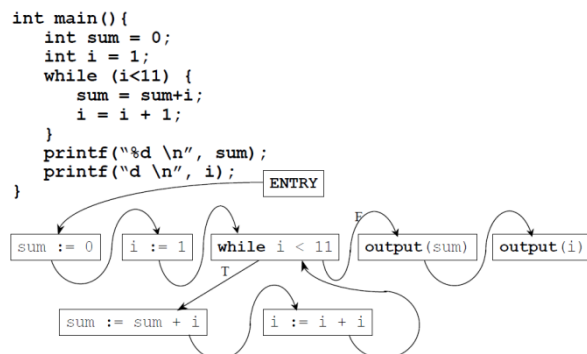 int main(){
int sum = 0;
int i = 1;
while (i<11) {
sum = sum+i;
i = i + 1;
}
printf(“%d \n”, sum);
printf(“d \n”, i);
}
ENTRY
F
sum := 0 i := 1 while i < 11 output(sum) output(i)
T
sum := sum + i i := i + i